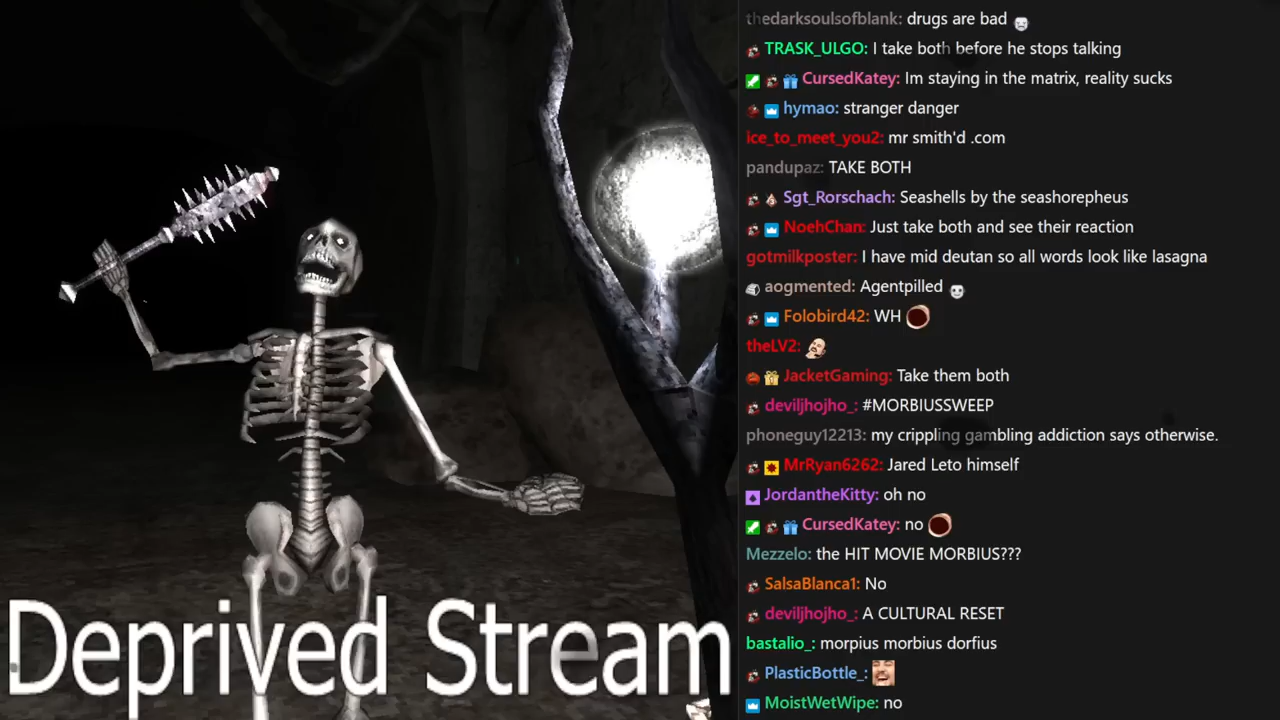 thedarksoulsofblank: drugs are bad
TRASK_ULGO: I take both before he stops talking
CursedKatey: Im staying in the matrix, reality sucks
hymao: stranger danger
ice_to_meet_you2: mr smith'd .com
pandupaz: TAKE BOTH
Sgt_Rorschach: Seashells by the seashorepheus
NoehChan: Just take both and see their reaction
gotmilkposter: I have mid deutan so all words look like lasagna
aogmented: Agentpilled
Folobird42: WH
theLV2:
JacketGaming: Take them both
deviljhojho_: #MORBIUSSWEEP
phoneguy12213: my crippling gambling addiction says otherwise.
MrRyan6262: Jared Leto himself
JordantheKitty: oh no
CursedKatey: no
Mezzelo: the HIT MOVIE MORBIUS???
SalsaBlanca1: No
deviljhojho_: A CULTURAL RESET
bastalio_: morpius morbius dorfius
PlasticBottle_:
MoistWetWipe: no
Deprived Stream